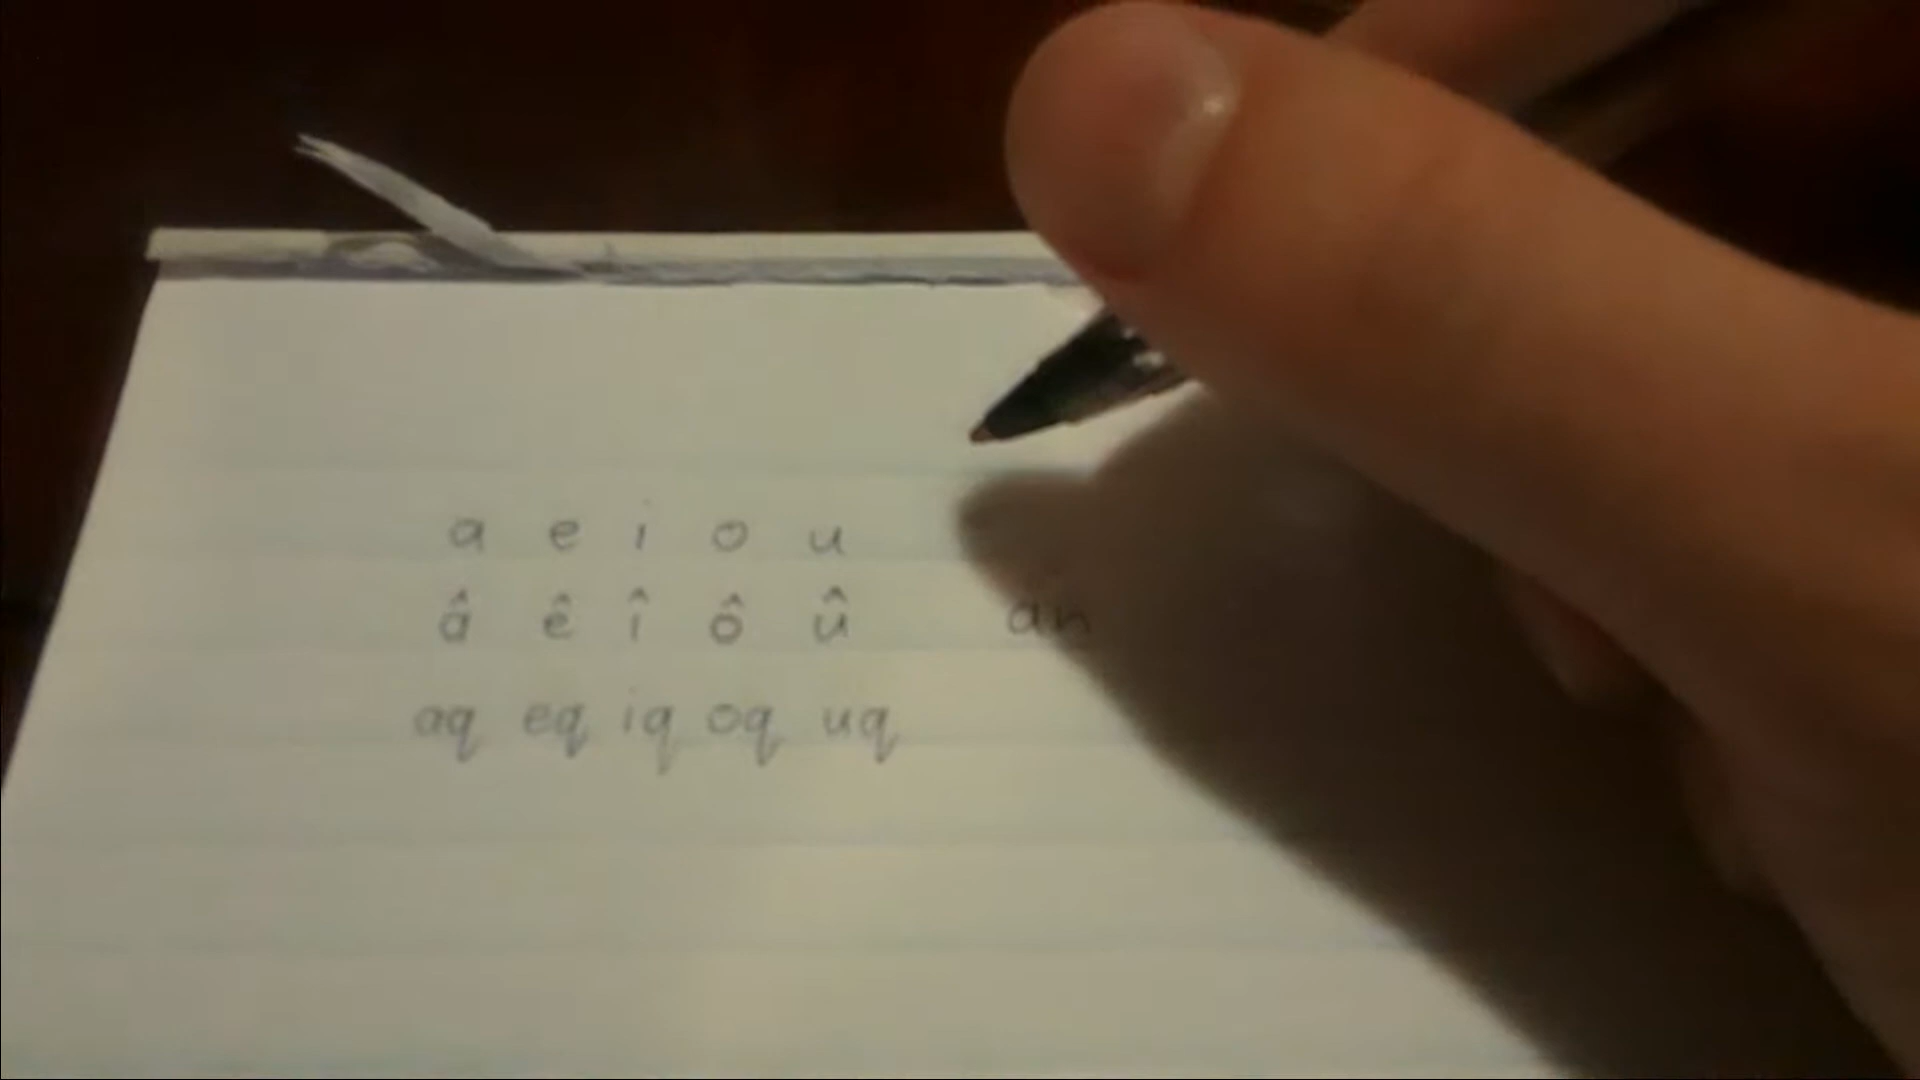 a e i o u
â ê î ô û an
aq eq iq oq uq